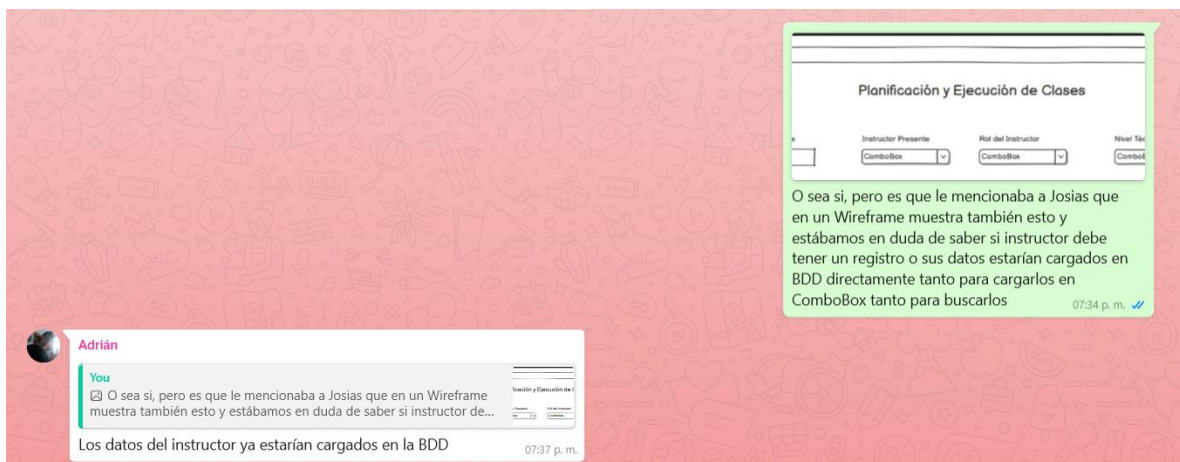 Planificación y Ejecución de Clases
Instructor Presente Rol del Instructor Nivel Téc
ComboBox ComboBox ComboB
O sea si, pero es que le mencionaba a Josias que
en un Wireframe muestra también esto y
estábamos en duda de saber si instructor debe
tener un registro o sus datos estarían cargados en
BDD directamente tanto para cargarlos en
ComboBox tanto para buscarlos
07:34 p. m.
Adrián
You
O sea si, pero es que le mencionaba a Josias que en un Wireframe
muestra también esto y estábamos en duda de saber si instructor de...
Los datos del instructor ya estarían cargados en la BDD
07:37 p. m.